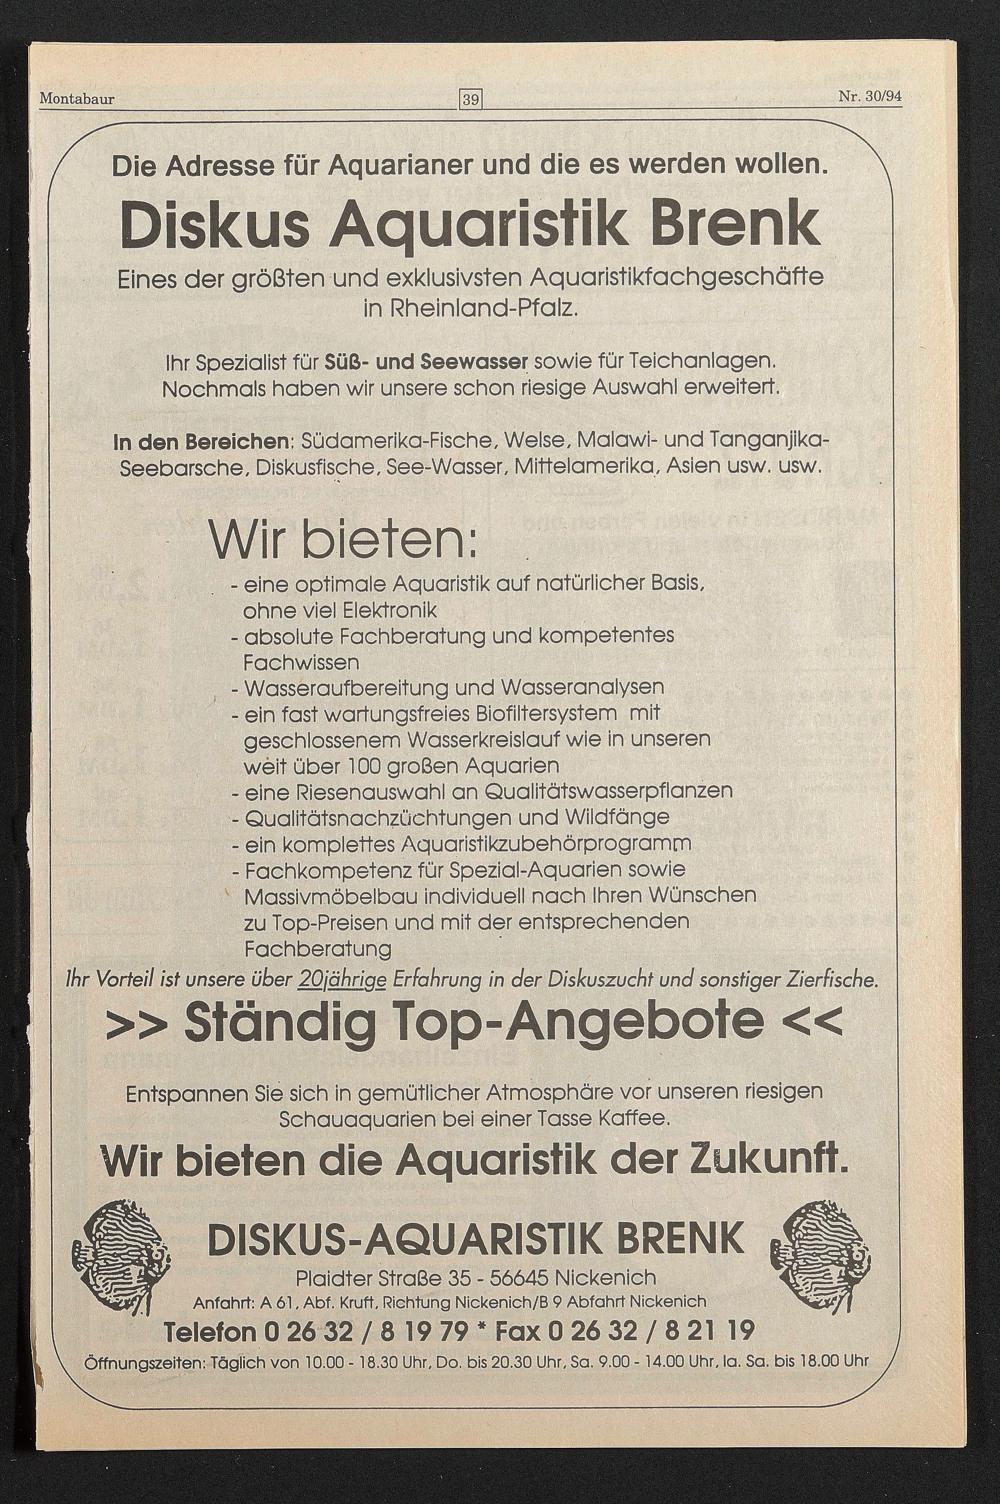 Montabaur
39
Nr. 30/94
Die Adresse für Aquarianer und die es werden wollen.
Diskus Aquaristik Brenk
Eines der größten und exklusivsten Aquaristikfachgeschäfte
in Rheinland-Pfalz.
Ihr Spezialist für Süß- und Seewasser sowie für Teichanlagen.
Nochmals haben wir unsere schon riesige Auswahl erweitert.
In den Bereichen: Südamerika-Fische, Welse, Malawi- und Tanganjika-
Seebarsche, Diskusfische, See-Wasser, Mittelamerika, Asien usw. usw.
Wir bieten:
- eine optimale Aquaristik auf natürlicher Basis,
ohne viel Elektronik
- absolute Fachberatung und kompetentes
Fachwissen
- Wasseraufbereitung und Wasseranalysen
- ein fast wartungsfreies Biofiltersystem mit
geschlossenem Wasserkreislauf wie in unseren
weit über 100 großen Aquarien
- eine Riesenauswahl an Qualitätswasserpflanzen
- Qualitätsnachzüchtungen und Wildfänge
- ein komplettes Aquaristikzubehörprogramm
- Fachkompetenz für Spezial-Aquarien sowie
Massivmöbelbau individuell nach Ihren Wünschen
zu Top-Preisen und mit der entsprechenden
Fachberatung
Ihr Vorteil ist unsere über 20jährige Erfahrung in der Diskuszucht und sonstiger Zierfische.
>> Ständig Top-Angebote <<
Entspannen Sie sich in gemütlicher Atmosphäre vor unseren riesigen
Schauaquarien bei einer Tasse Kaffee.
Wir bieten die Aquaristik der Zukunft.
DISKUS-AQUARISTIK BRENK
Plaidter Straße 35 - 56645 Nickenich
Anfahrt: A 61, Abf. Kruft, Richtung Nickenich/B 9 Abfahrt Nickenich
Telefon 0 26 32 / 8 19 79 * Fax 0 26 32 / 8 21 19
Öffnungszeiten: Täglich von 10.00 - 18.30 Uhr, Do. bis 20.30 Uhr, Sa. 9.00 - 14.00 Uhr, la. Sa. bis 18.00 Uhr